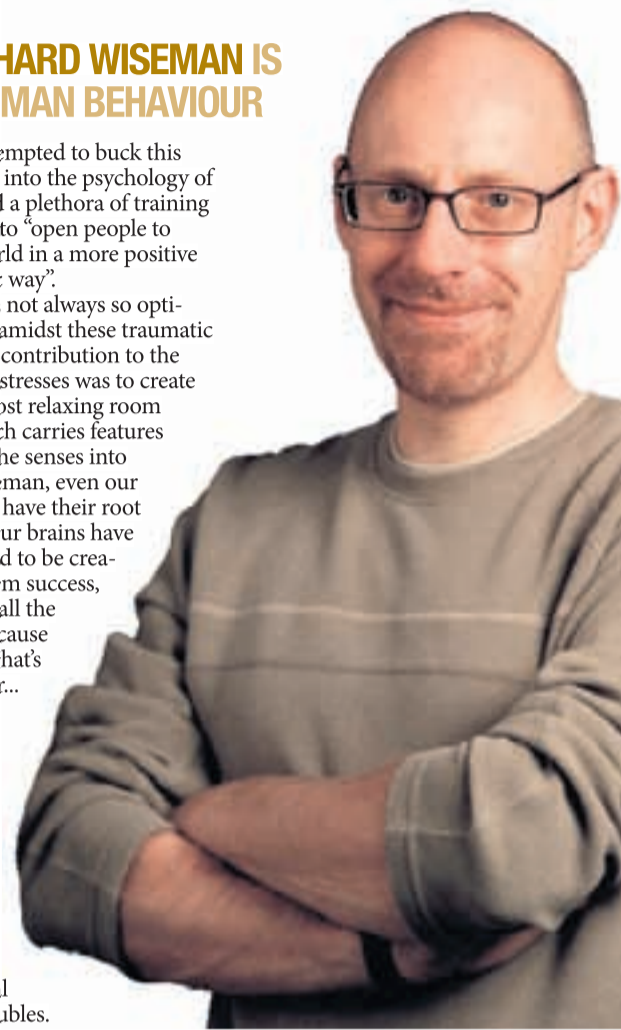 HARD WISEMAN IS
MAN BEHAVIOUR
empted to buck this
into the psychology of
d a plethora of training
to “open people to
rld in a more positive
c way”.
not always so opti-
amidst these traumatic
contribution to the
stresses was to create
ost relaxing room
ch carries features
he senses into
eman, even our
have their root
ur brains have
d to be crea-
m success,
all the
cause
hat’s
r...
l
ubles.